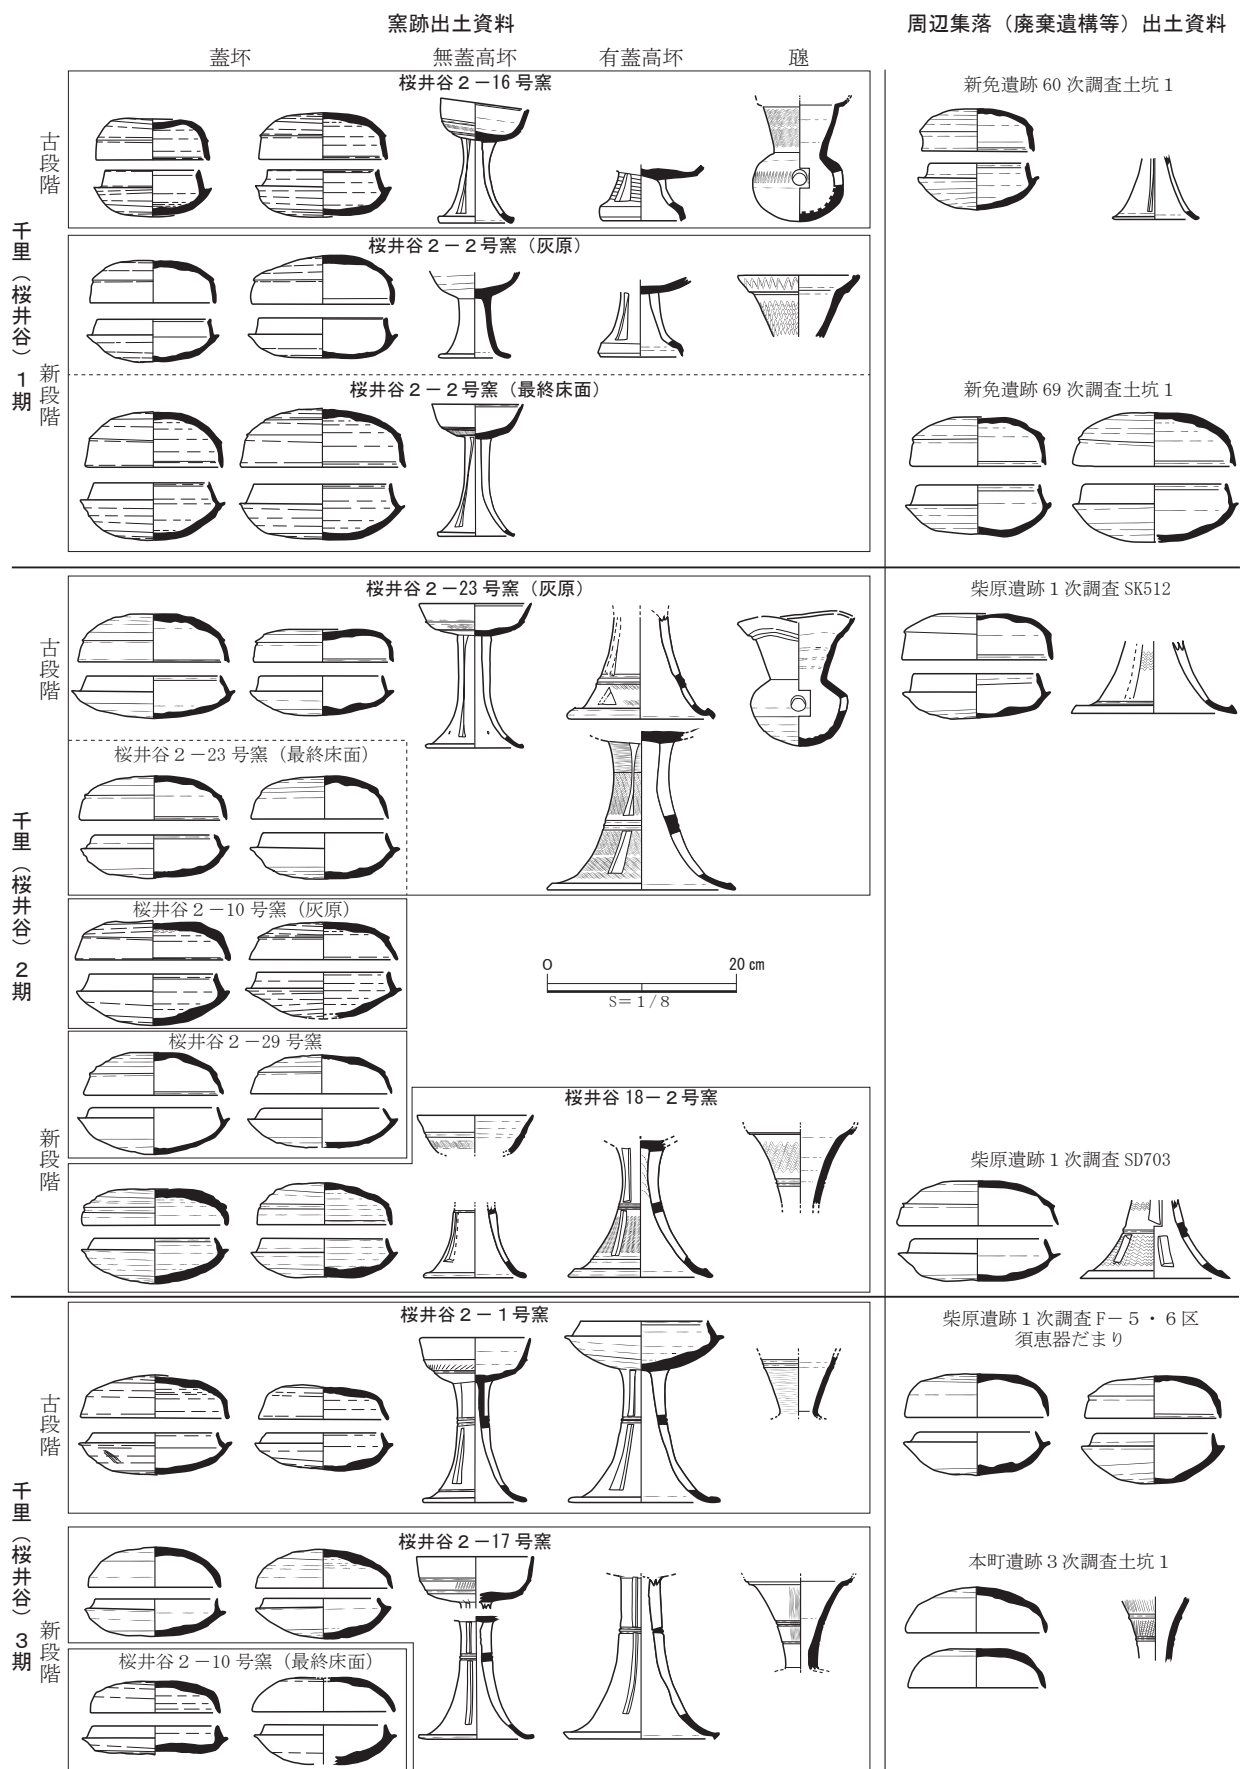 窯跡出土資料
周辺集落（廃棄遺構等）出土資料
蓋坏
無蓋高坏
有蓋高坏
𤭯
千里（桜井谷）1期
古段階
桜井谷２－16 号窯
新免遺跡 60 次調査土坑１
新段階
桜井谷２－２号窯（灰原）
桜井谷２－２号窯（最終床面）
新免遺跡 69 次調査土坑１
千里（桜井谷）2期
古段階
桜井谷２－23 号窯（灰原）
柴原遺跡１次調査 SK512
桜井谷２－23 号窯（最終床面）
桜井谷２－10 号窯（灰原）
0
20 cm
S＝１/８
桜井谷２－29 号窯
新段階
桜井谷 18－２号窯
柴原遺跡１次調査 SD703
千里（桜井谷）3期
古段階
桜井谷２－１号窯
柴原遺跡１次調査 F－５・６区
須恵器だまり
新段階
桜井谷２－17 号窯
本町遺跡３次調査土坑１
桜井谷２－10 号窯（最終床面）